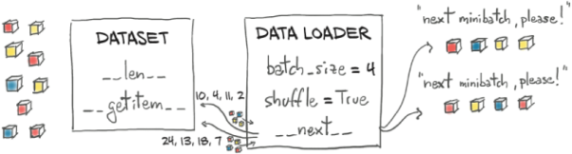 DATASET
__len__
__getitem__
10, 4, 11, 2
24, 13, 18, 7
DATA LOADER
batch_size = 4
shuffle = True
__next__
"next minibatch, please!"
"next minibatch, please!"